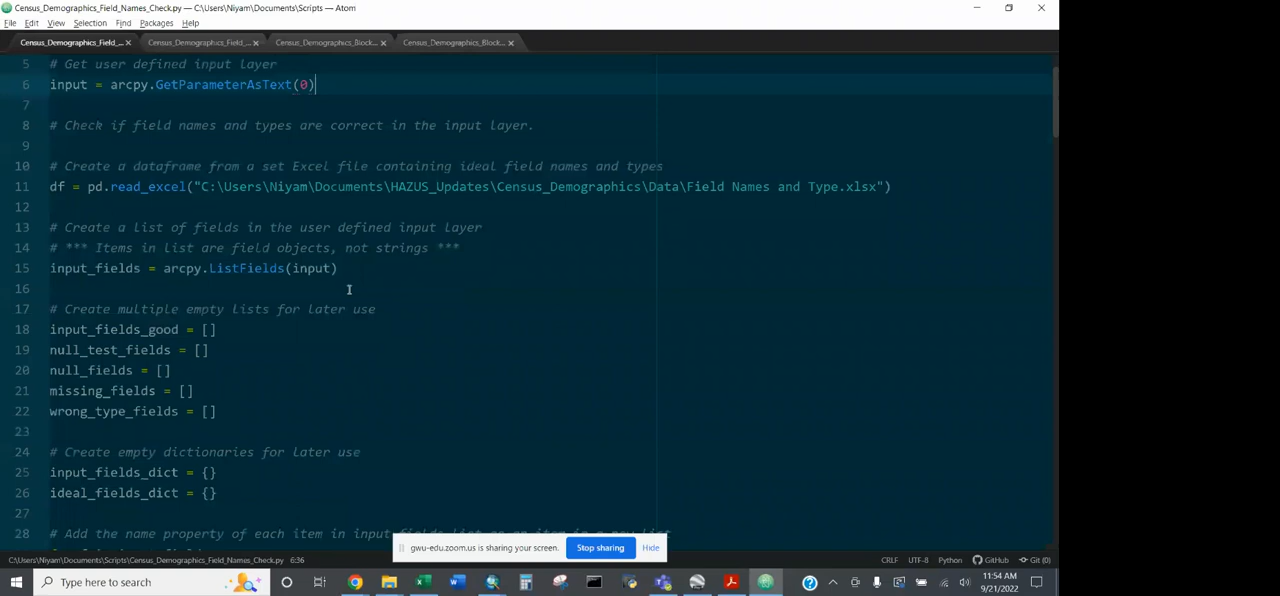 Census_Demographics_Field_Names_Check.py — C:\Users\Niyam\Documents\Scripts — Atom
File Edit View Selection Find Packages Help
Census_Demographics_Field_... Census_Demographics_Field_... Census_Demographics_Block... Census_Demographics_Block...
5 # Get user defined input layer
6 input = arcpy.GetParameterAsText(0)
7
8 # Check if field names and types are correct in the input layer.
9
10 # Create a dataframe from a set Excel file containing ideal field names and types
11 df = pd.read_excel("C:\Users\Niyam\Documents\HAZUS_Updates\Census_Demographics\Data\Field Names and Type.xlsx")
12
13 # Create a list of fields in the user defined input layer
14 # *** Items in list are field objects, not strings ***
15 input_fields = arcpy.ListFields(input)
16
17 # Create multiple empty lists for later use
18 input_fields_good = []
19 null_test_fields = []
20 null_fields = []
21 missing_fields = []
22 wrong_type_fields = []
23
24 # Create empty dictionaries for later use
25 input_fields_dict = {}
26 ideal_fields_dict = {}
27
28 # Add the name property of each item in input
gwu-edu.zoom.us is sharing your screen. Stop sharing Hide
C:\Users\Niyam\Documents\Scripts\Census_Demographics_Field_Names_Check.py 6:36 CRLF UTF-8 Python GitHub Git (0)
Type here to search 11:54 AM
9/21/2022